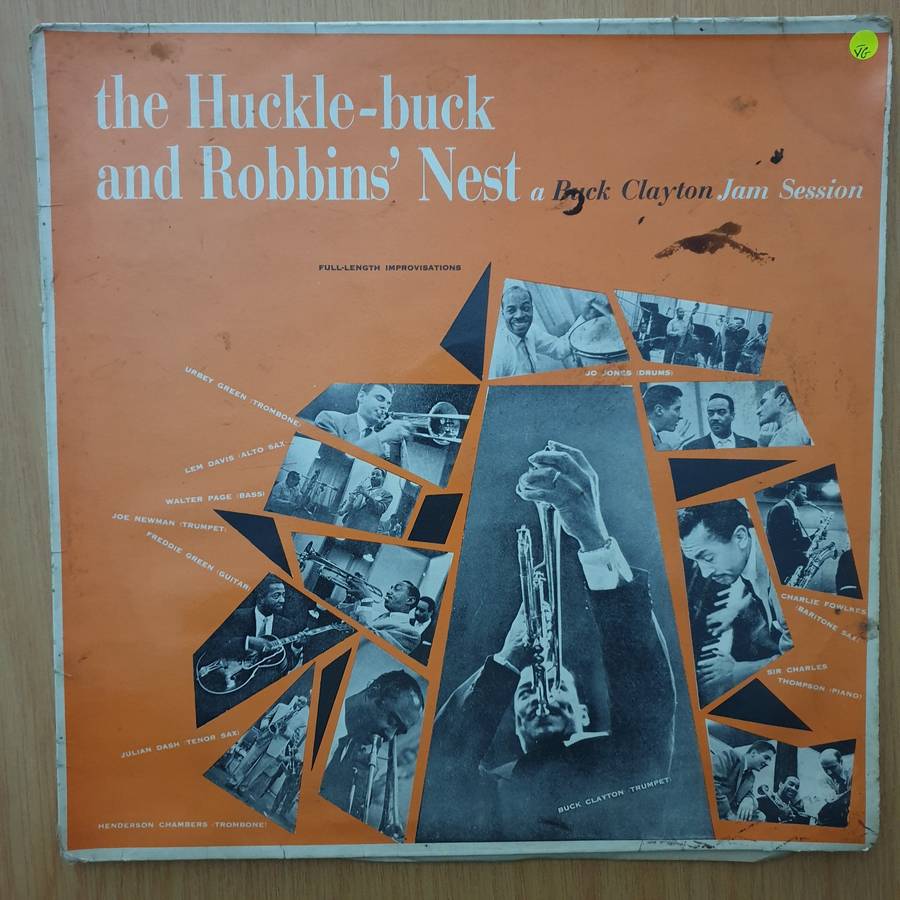 VG
the Huckle-buck
and Robbins' Nest a Buck Clayton Jam Session
FULL-LENGTH IMPROVISATIONS
JO JONES (DRUMS)
URBEY GREEN (TROMBONE)
LEM DAVIS (ALTO SAX)
WALTER PAGE (BASS)
JOE NEWMAN (TRUMPET)
FREDDIE GREEN (GUITAR)
CHARLIE FOWLKES
(BARITONE SAX)
SIR CHARLES
THOMPSON (PIANO)
JULIAN DASH (TENOR SAX)
BUCK CLAYTON (TRUMPET)
HENDERSON CHAMBERS (TROMBONE)